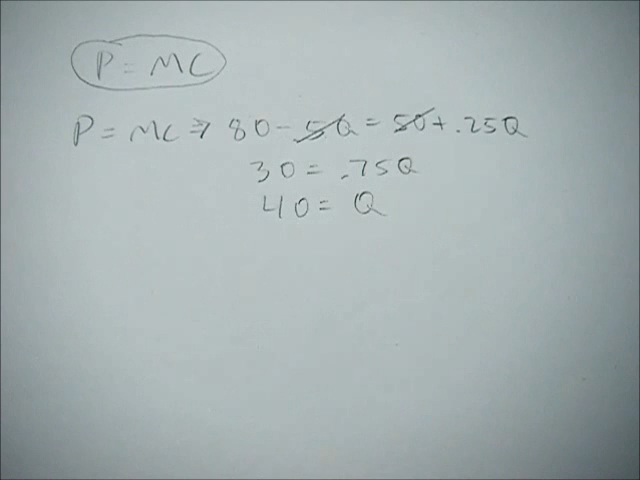 P = MC
P = MC ⇒ 80 - .5Q = 50 + .25Q
30 = .75Q
40 = Q